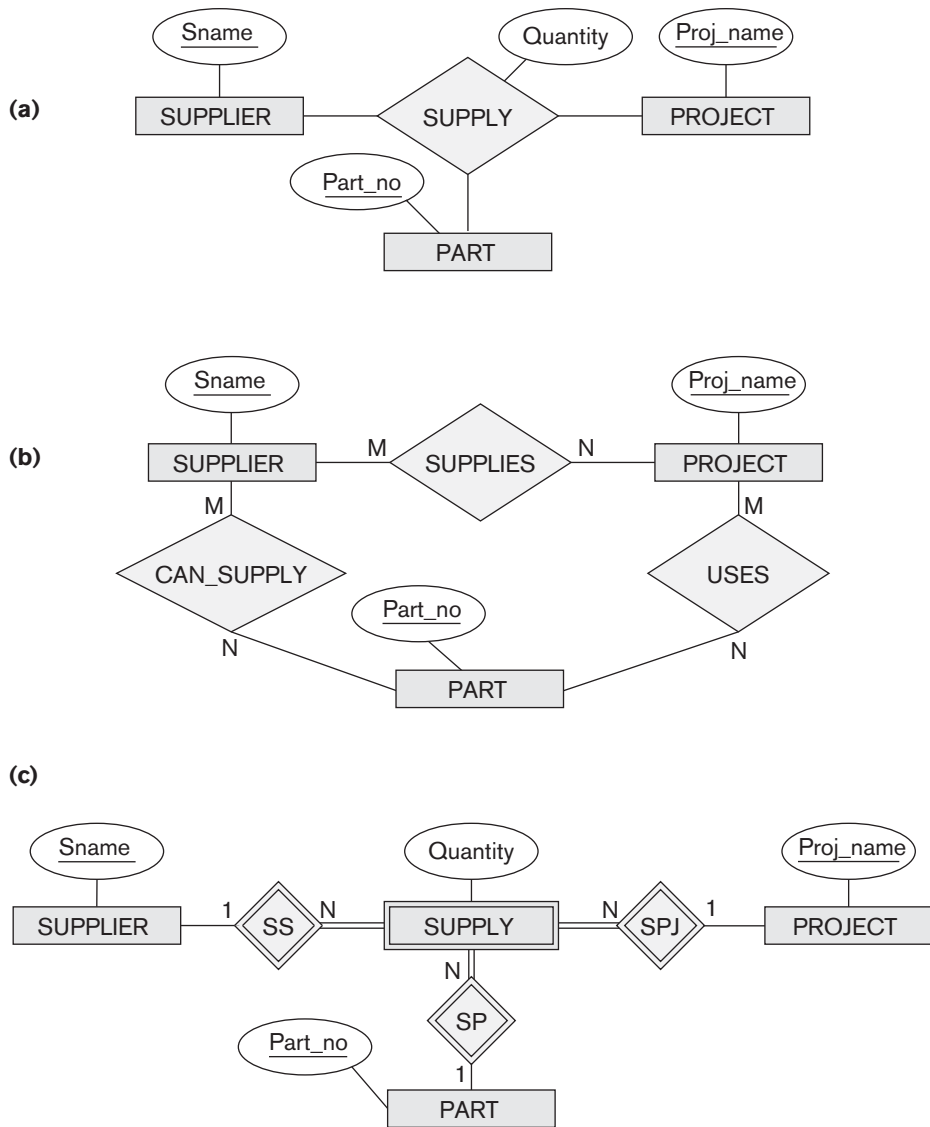 Sname
Quantity
Proj_name
(a)
SUPPLIER
SUPPLY
PROJECT
Part_no
PART
Sname
Proj_name
(b)
SUPPLIER
M
SUPPLIES
N
PROJECT
M
M
CAN_SUPPLY
USES
Part_no
N
N
PART
(c)
Sname
Quantity
Proj_name
SUPPLIER
1
SS
N
SUPPLY
N
SPJ
1
PROJECT
N
SP
Part_no
1
PART